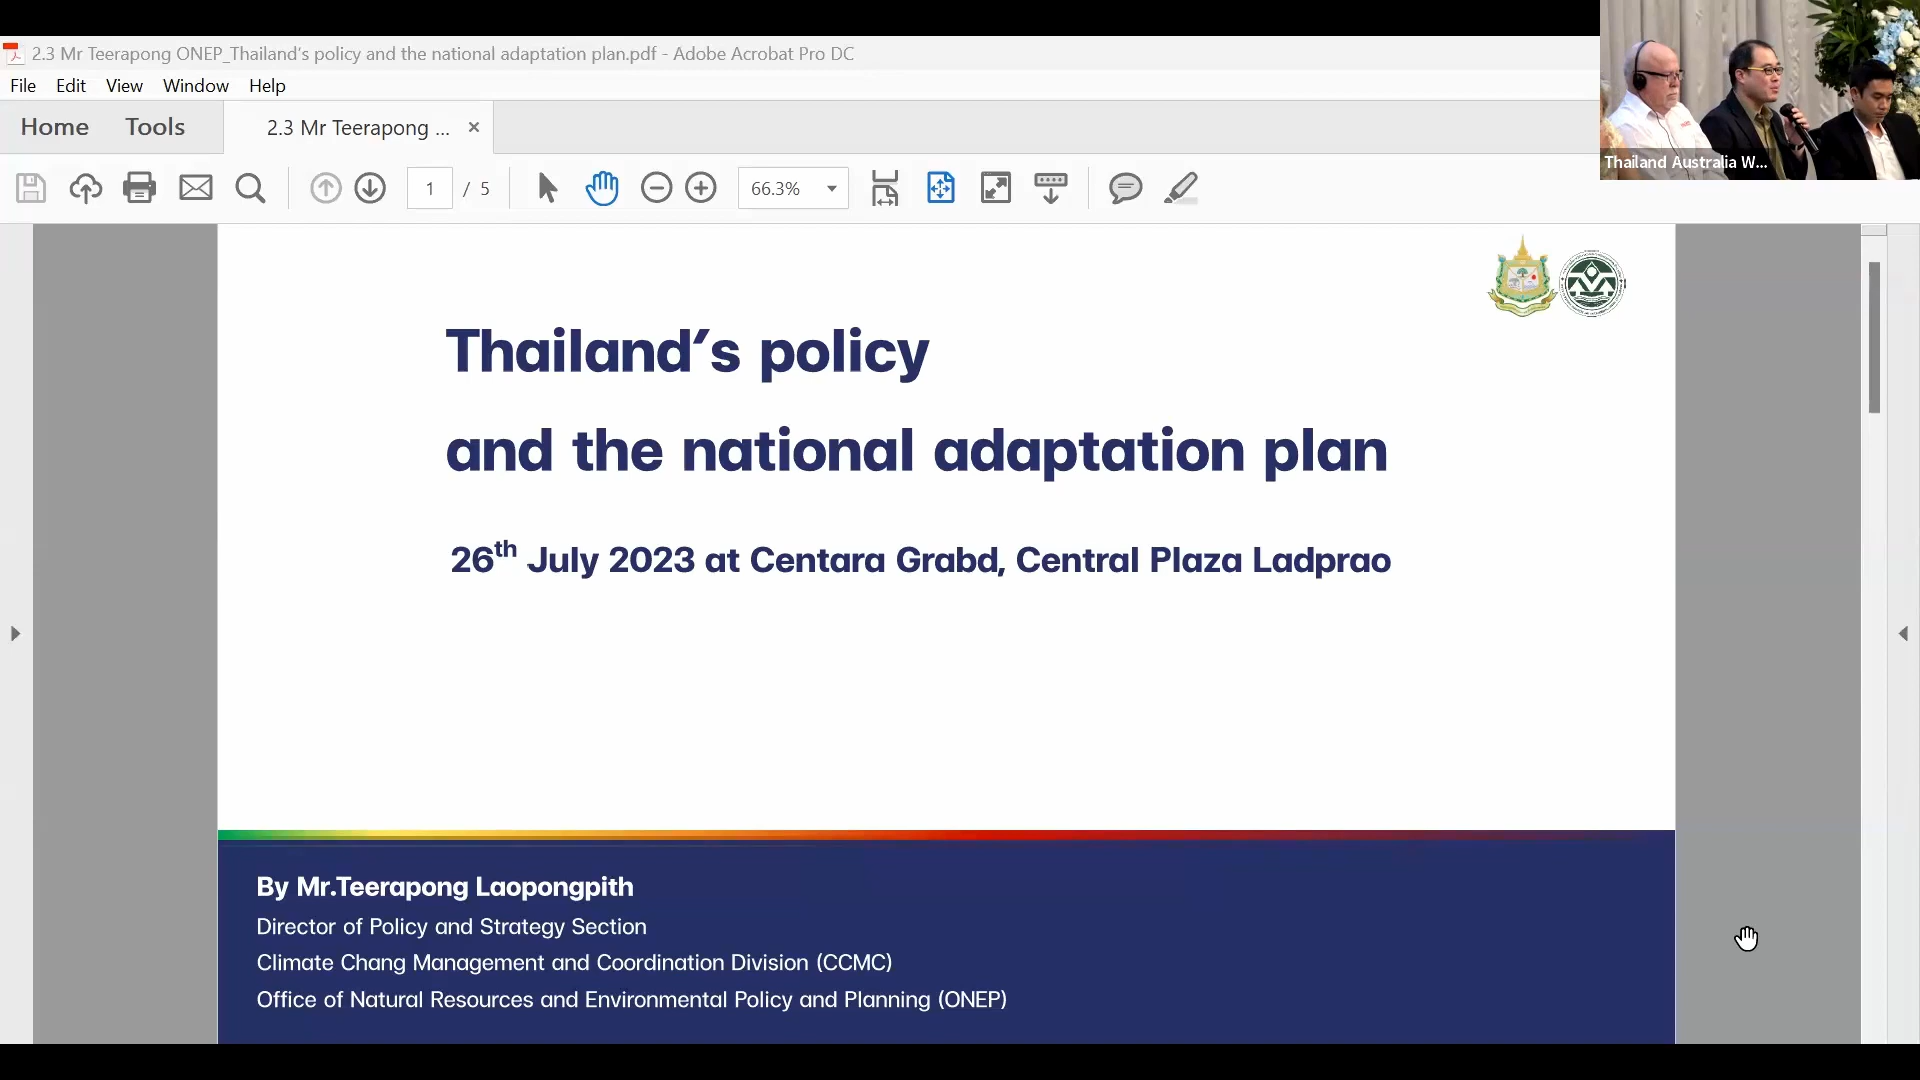 2.3 Mr Teerapong ONEP_Thailand's policy and the national adaptation plan.pdf - Adobe Acrobat Pro DC
File Edit View Window Help
Home Tools 2.3 Mr Teerapong ... ×
1 / 5 66.3%
Thailand Australia W...
Thailand's policy
and the national adaptation plan
26th July 2023 at Centara Grabd, Central Plaza Ladprao
By Mr.Teerapong Laopongpith
Director of Policy and Strategy Section
Climate Chang Management and Coordination Division (CCMC)
Office of Natural Resources and Environmental Policy and Planning (ONEP)